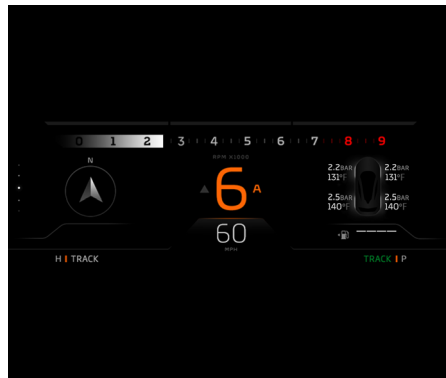 0 1 2 3 4 5 6 7 8 9
RPM X1000
N
6 A
2.2BAR 2.2BAR
131°F 131°F
2.5BAR 2.5BAR
140°F 140°F
60
MPH
H TRACK
TRACK P